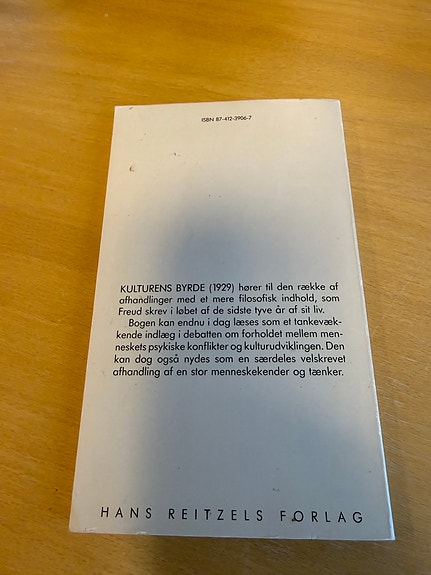 ISBN 87-412-3906-7
KULTURENS BYRDE (1929) hører til den række af
afhandlinger med et mere filosofisk indhold, som
Freud skrev i løbet af de sidste tyve år af sit liv.
Bogen kan endnu i dag læses som et tankevæk-
kende indlæg i debatten om forholdet mellem men-
neskets psykiske konflikter og kulturudviklingen. Den
kan dog også nydes som en særdeles velskrevet
afhandling af en stor menneskekender og tænker.
HANS REITZELS FORLAG